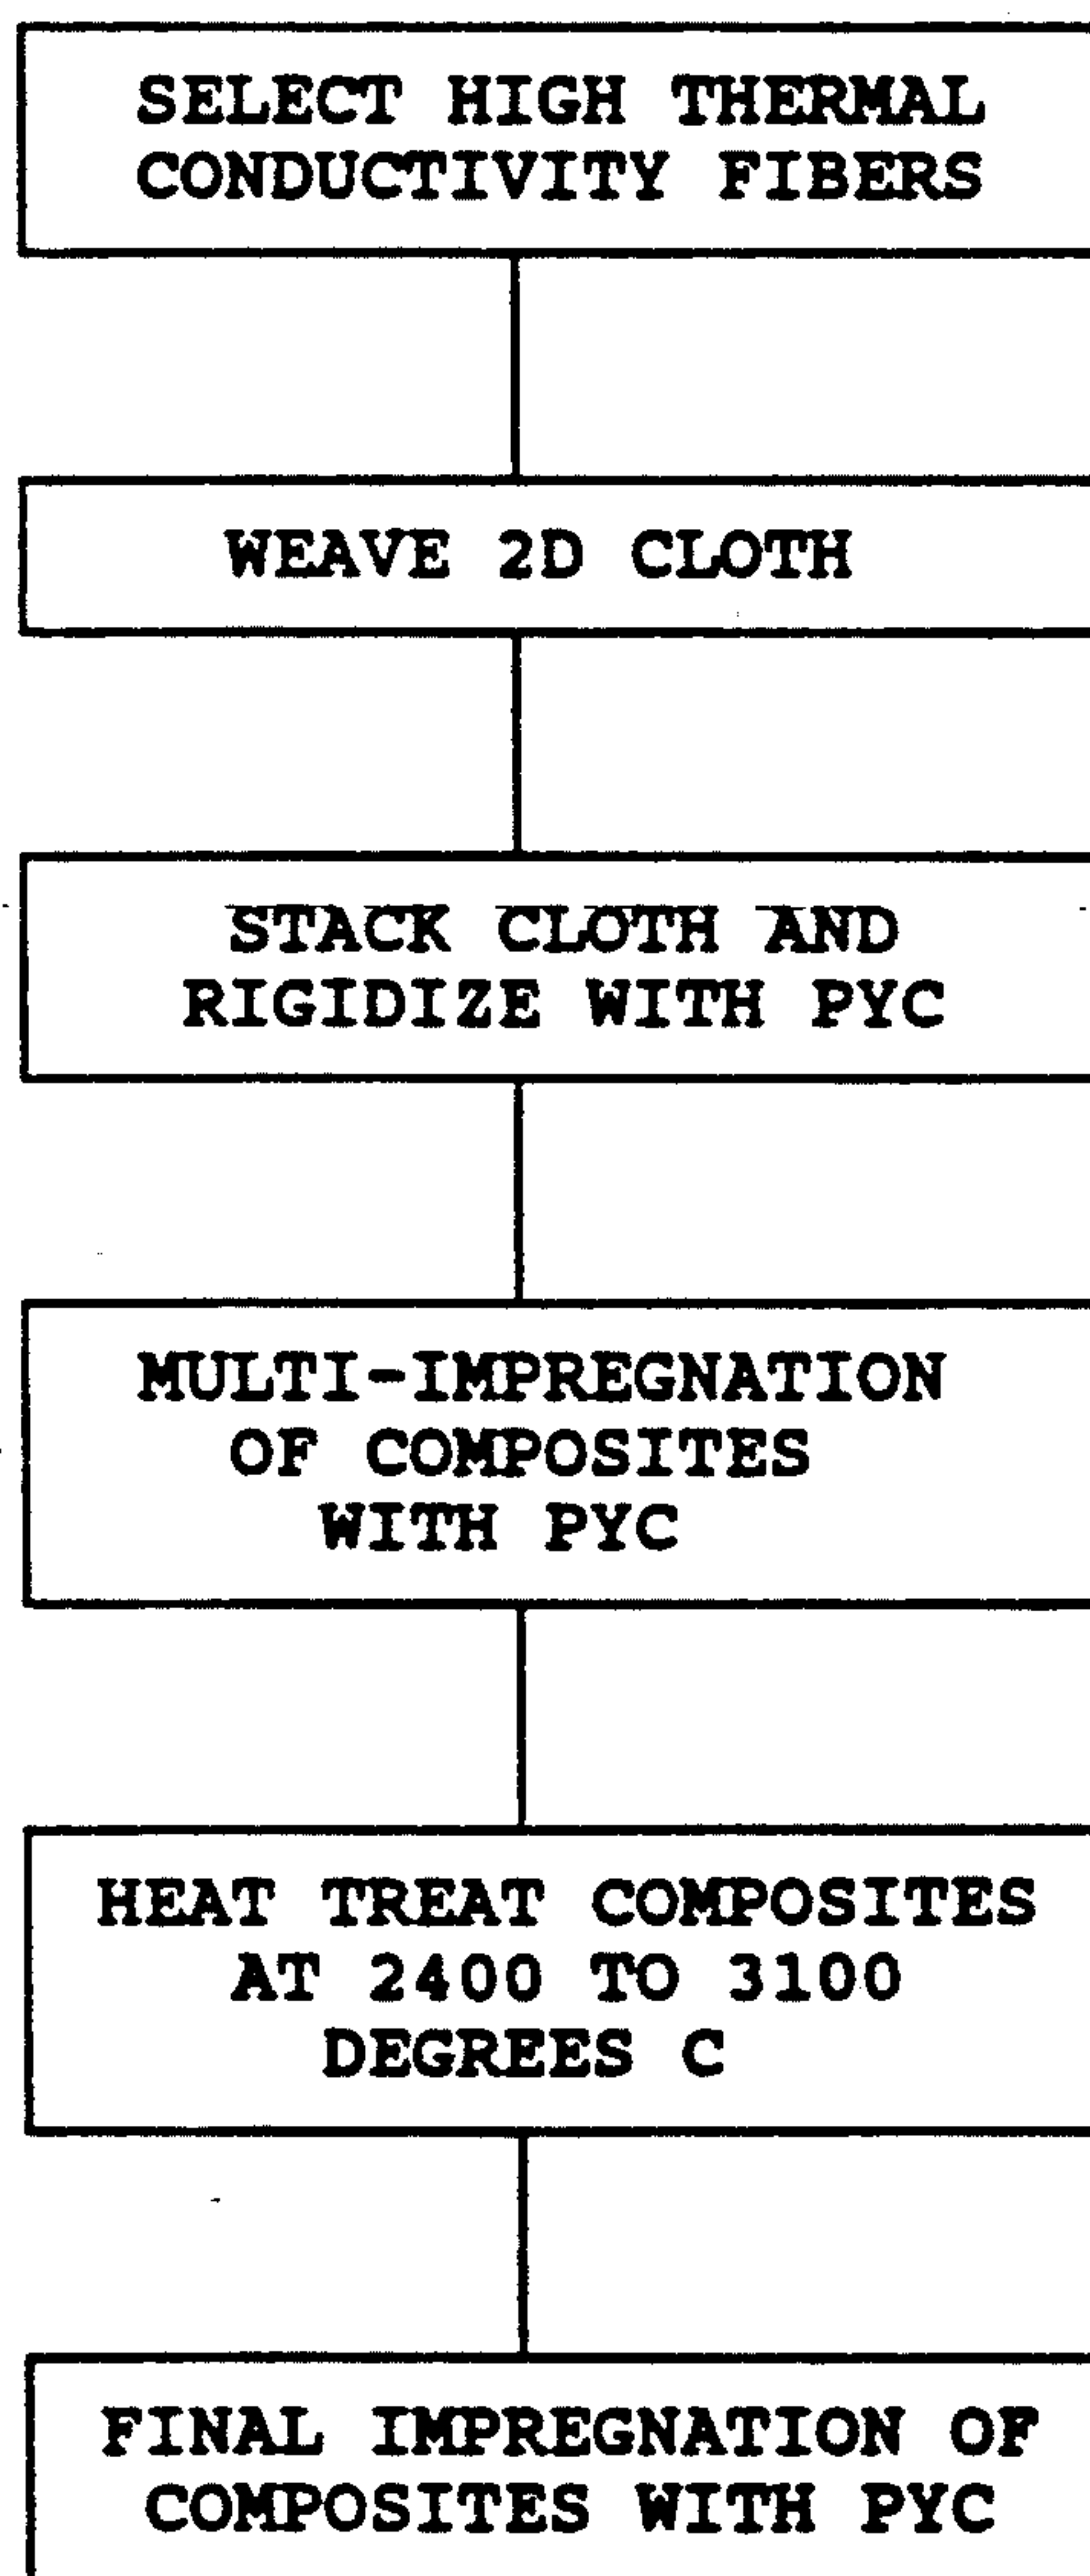 SELECT HIGH THERMAL
CONDUCTIVITY FIBERS
WEAVE 2D CLOTH
STACK CLOTH AND
RIGIDIZE WITH PYC
MULTI-IMPREGNATION
OF COMPOSITES
WITH PYC
HEAT TREAT COMPOSITES
AT 2400 TO 3100
DEGREES C
FINAL IMPREGNATION OF
COMPOSITES WITH PYC